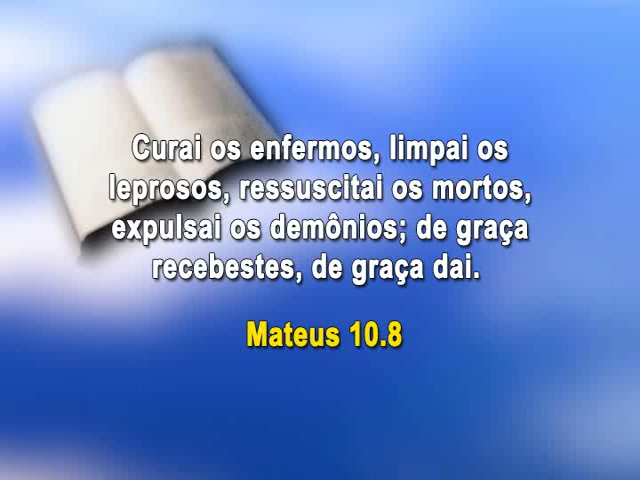 Curai os enfermos, limpai os
leprosos, ressuscitai os mortos,
expulsai os demônios; de graça
recebestes, de graça dai.
Mateus 10.8